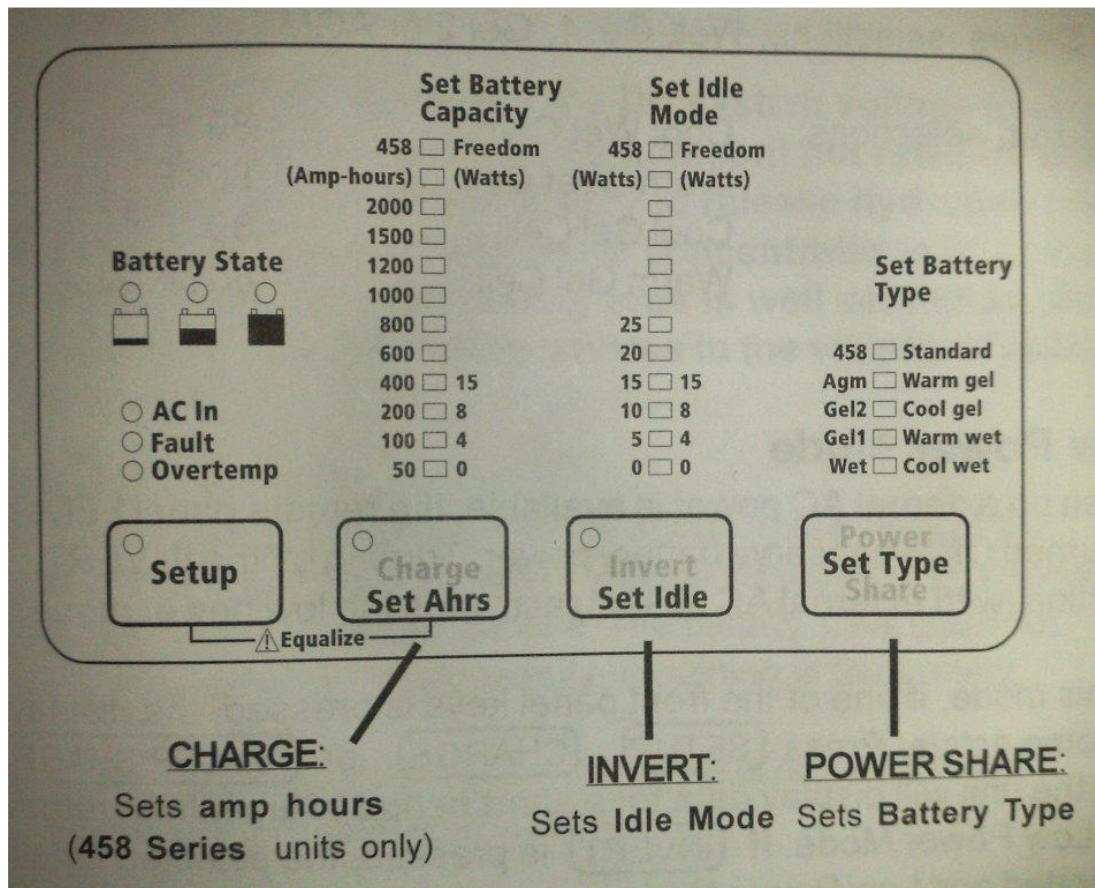 Set Battery Capacity
458 Freedom
(Amp-hours) (Watts)
2000
1500
1200
1000
800
600
400 15
200 8
100 4
50 0
Set Idle Mode
458 Freedom
(Watts) (Watts)
25
20
15 15
10 8
5 4
0 0
Battery State
AC In
Fault
Overtemp
Set Battery Type
458 Standard
Agm Warm gel
Gel2 Cool gel
Gel1 Warm wet
Wet Cool wet
Setup
Charge
Set Ahrs
Invert
Set Idle
Power
Set Type
Share
Equalize
CHARGE:
Sets amp hours
(458 Series units only)
INVERT:
Sets Idle Mode
POWER SHARE:
Sets Battery Type